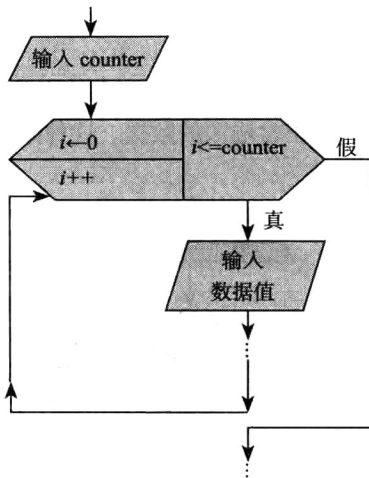 输入 counter
i←0
i<=counter
假
i++
真
输入
数据值
⋮
⋮